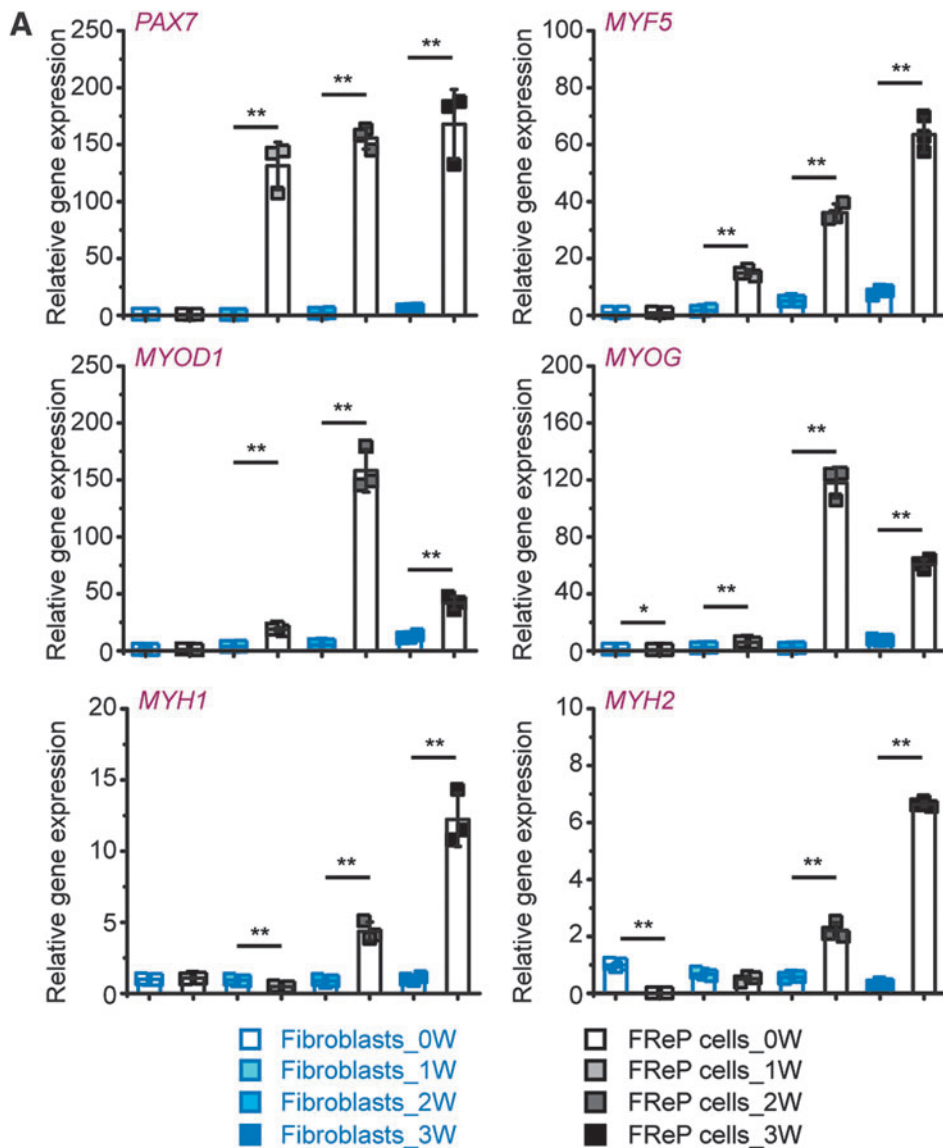 A
PAX7
Relateive gene expression
250
200
150
100
50
0
**
**
**
MYF5
Relative gene expression
100
80
60
40
20
0
**
**
**
MYOD1
Relative gene expression
250
200
150
100
50
0
**
**
**
MYOG
Relative gene expression
200
160
120
80
40
0
*
**
**
**
MYH1
Relative gene expression
20
15
10
5
0
**
**
**
MYH2
Relative gene expression
10
8
6
4
2
0
**
**
**
Fibroblasts_0W
Fibroblasts_1W
Fibroblasts_2W
Fibroblasts_3W
FReP cells_0W
FReP cells_1W
FReP cells_2W
FReP cells_3W